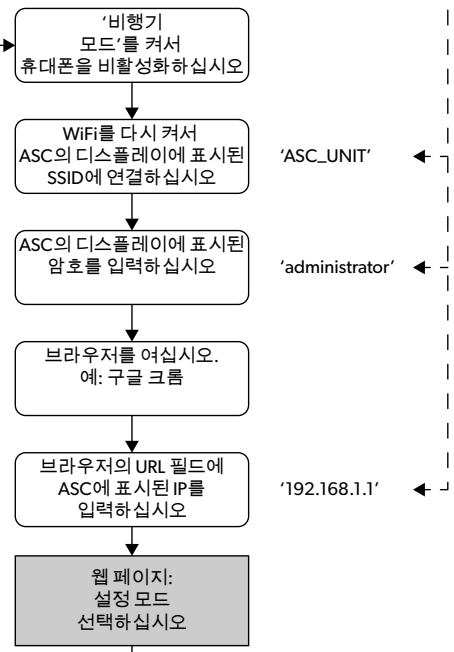 ‘비행기
모드’를 켜서
휴대폰을 비활성화하십시오
WiFi를 다시 켜서
ASC의 디스플레이에 표시된
SSID에 연결하십시오
‘ASC_UNIT’
ASC의 디스플레이에 표시된
암호를 입력하십시오
‘administrator’
브라우저를 여십시오.
예: 구글 크롬
브라우저의 URL 필드에
ASC에 표시된 IP를
입력하십시오
‘192.168.1.1’
웹 페이지:
설정 모드
선택하십시오